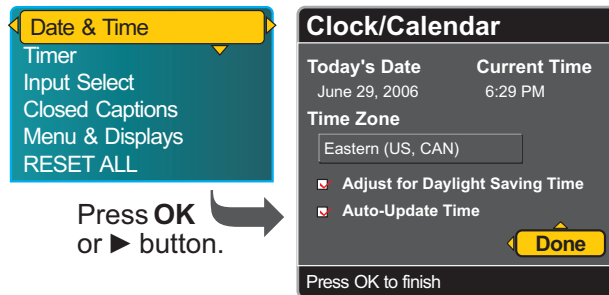 Date & Time
Timer
Input Select
Closed Captions
Menu & Displays
RESET ALL
Press OK
or ► button.
Clock/Calendar
Today's Date Current Time
June 29, 2006 6:29 PM
Time Zone
Eastern (US, CAN)
Adjust for Daylight Saving Time
Auto-Update Time
Done
Press OK to finish